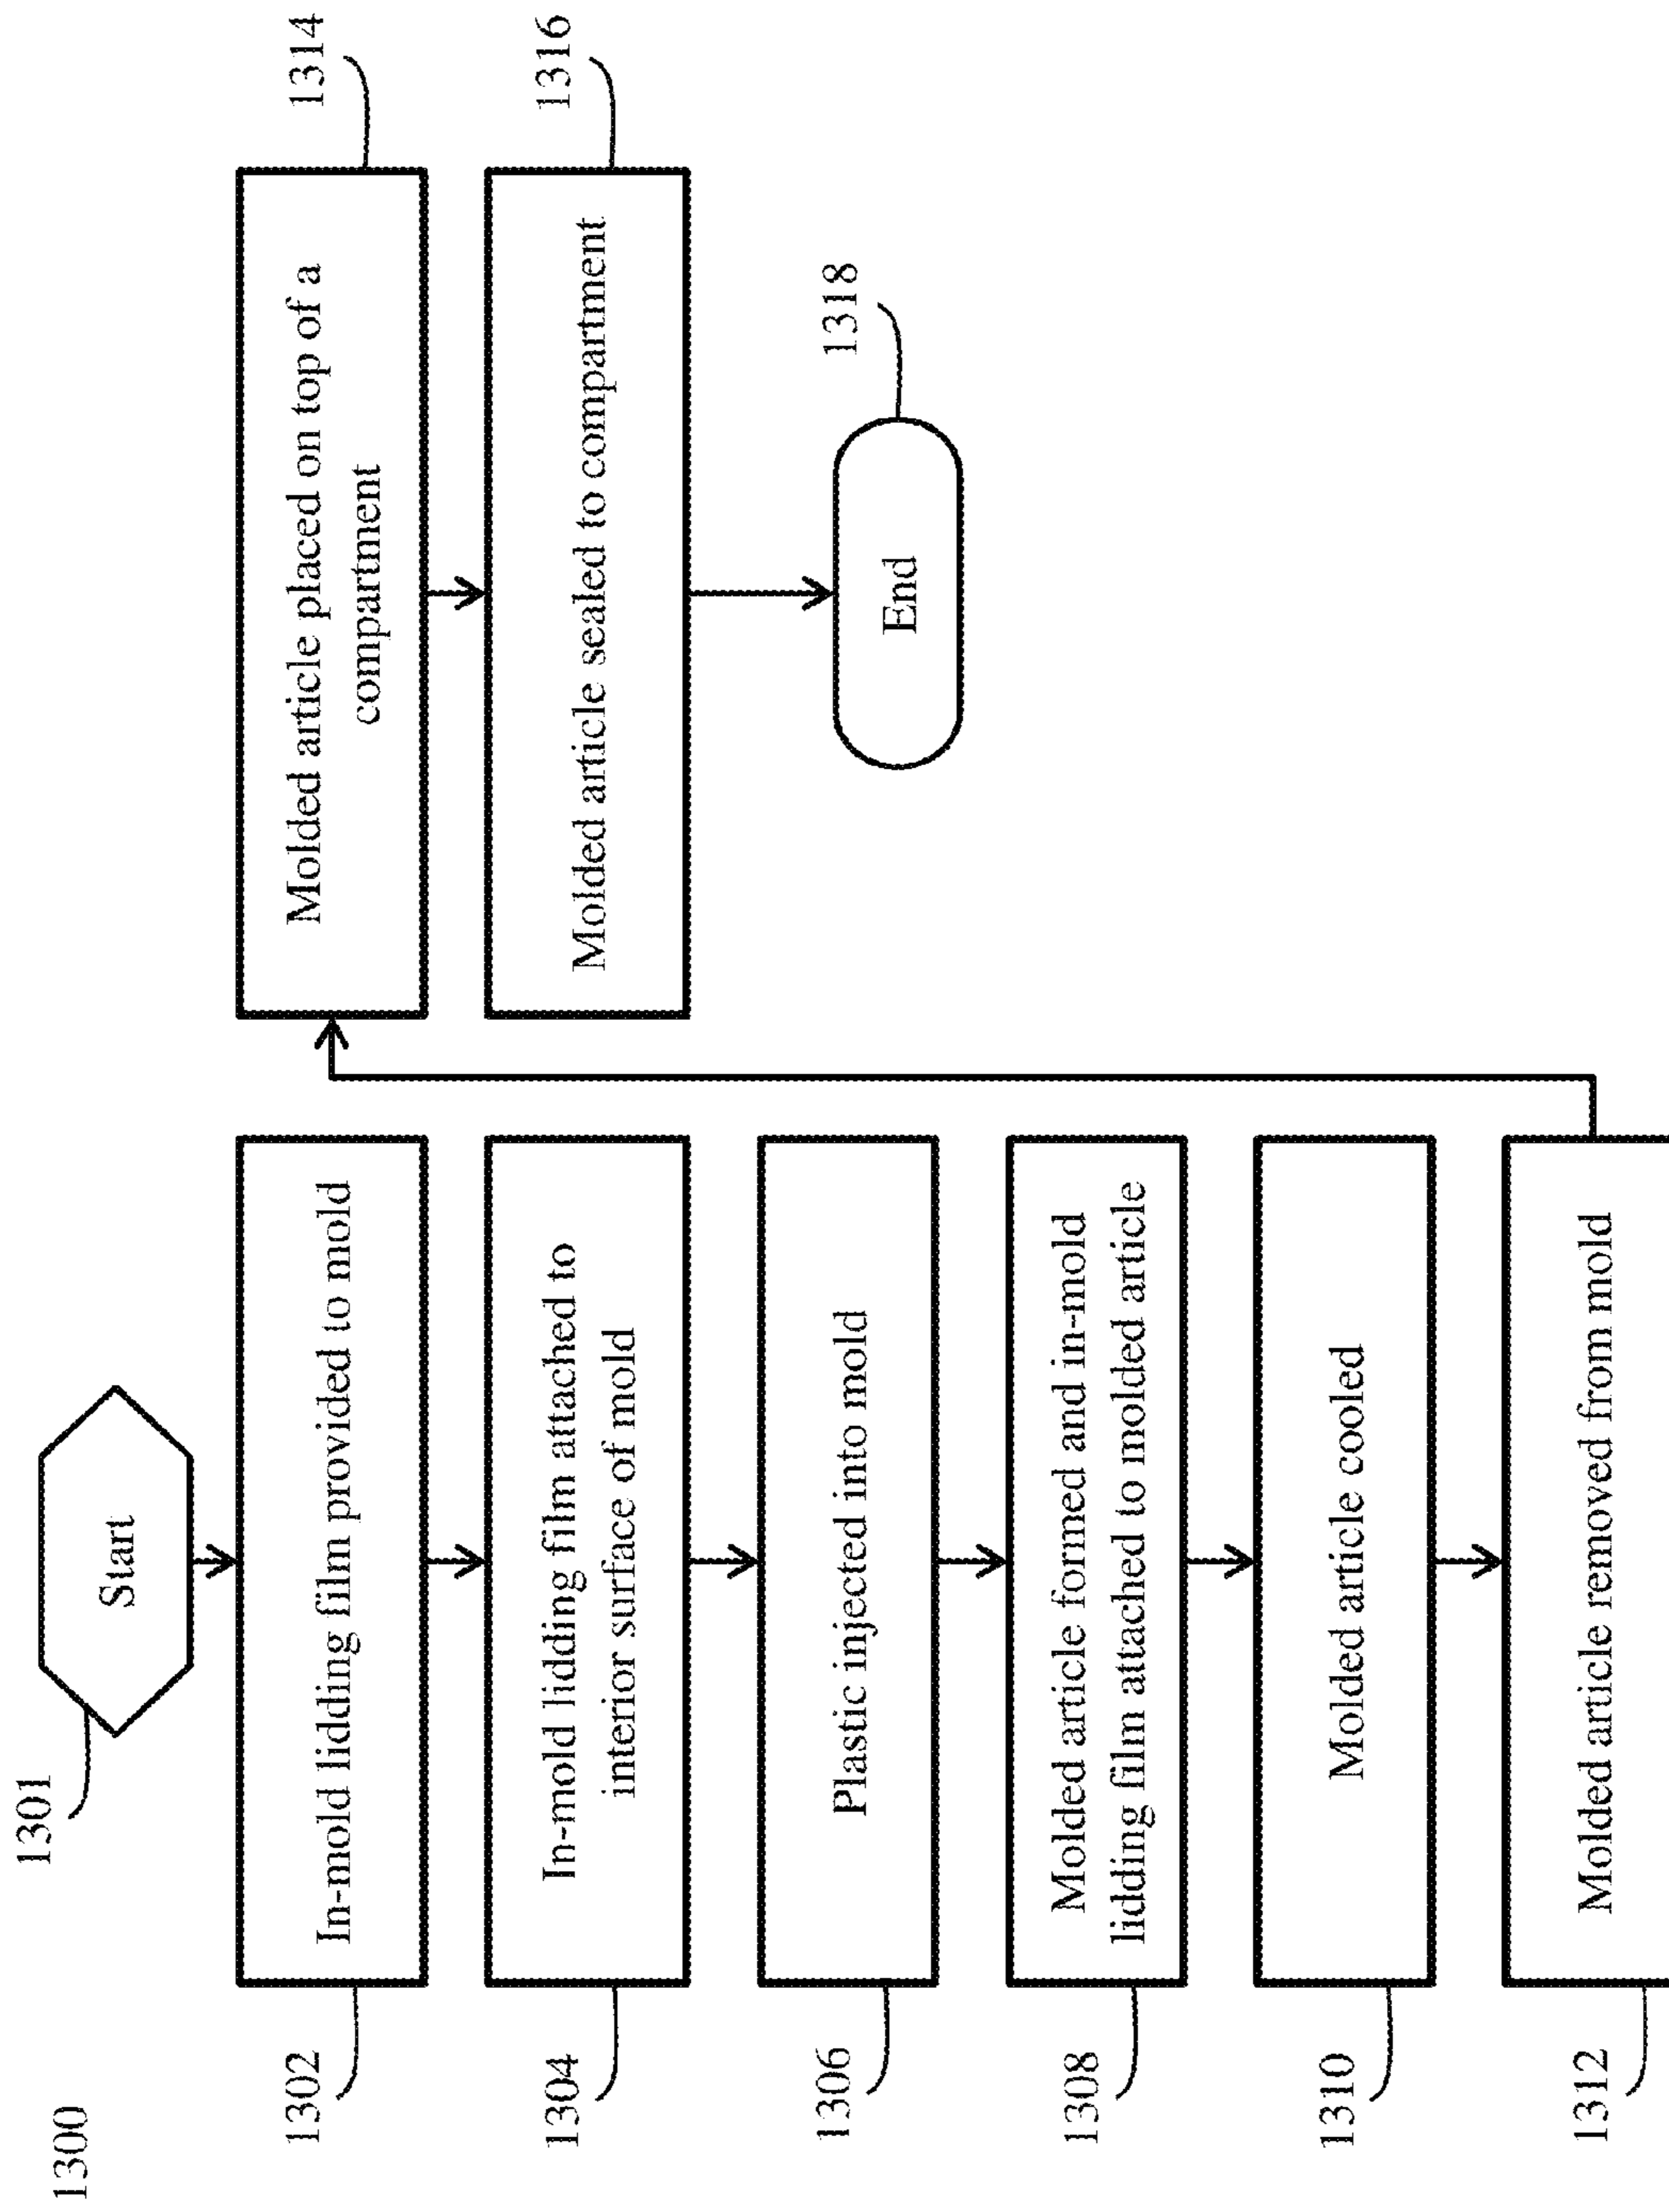 1300
1301
Start
1302
In-mold lidding film provided to mold
1304
In-mold lidding film attached to
interior surface of mold
1306
Plastic injected into mold
1308
Molded article formed and in-mold
lidding film attached to molded article
1310
Molded article cooled
1312
Molded article removed from mold
1314
Molded article placed on top of a
compartment
1316
Molded article sealed to compartment
1318
End